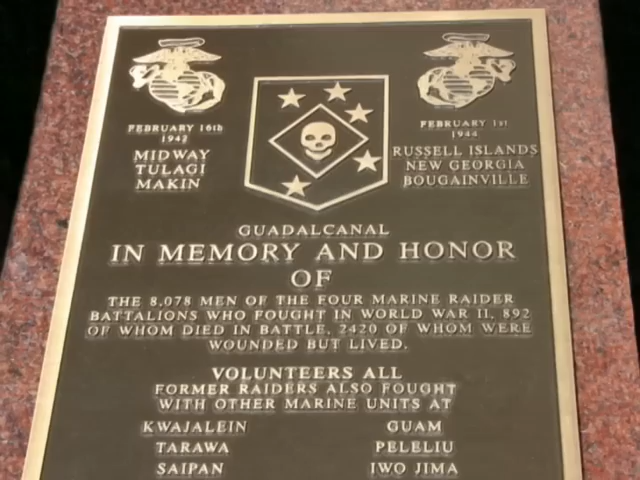 FEBRUARY 16th
1942
MIDWAY
TULAGI
MAKIN
FEBRUARY 1st
1944
RUSSELL ISLANDS
NEW GEORGIA
BOUGAINVILLE
GUADALCANAL
IN MEMORY AND HONOR
OF
THE 8,078 MEN OF THE FOUR MARINE RAIDER
BATTALIONS WHO FOUGHT IN WORLD WAR II, 892
OF WHOM DIED IN BATTLE, 2420 OF WHOM WERE
WOUNDED BUT LIVED.
VOLUNTEERS ALL
FORMER RAIDERS ALSO FOUGHT
WITH OTHER MARINE UNITS AT
KWAJALEIN GUAM
TARAWA PELELIU
SAIPAN IWO JIMA